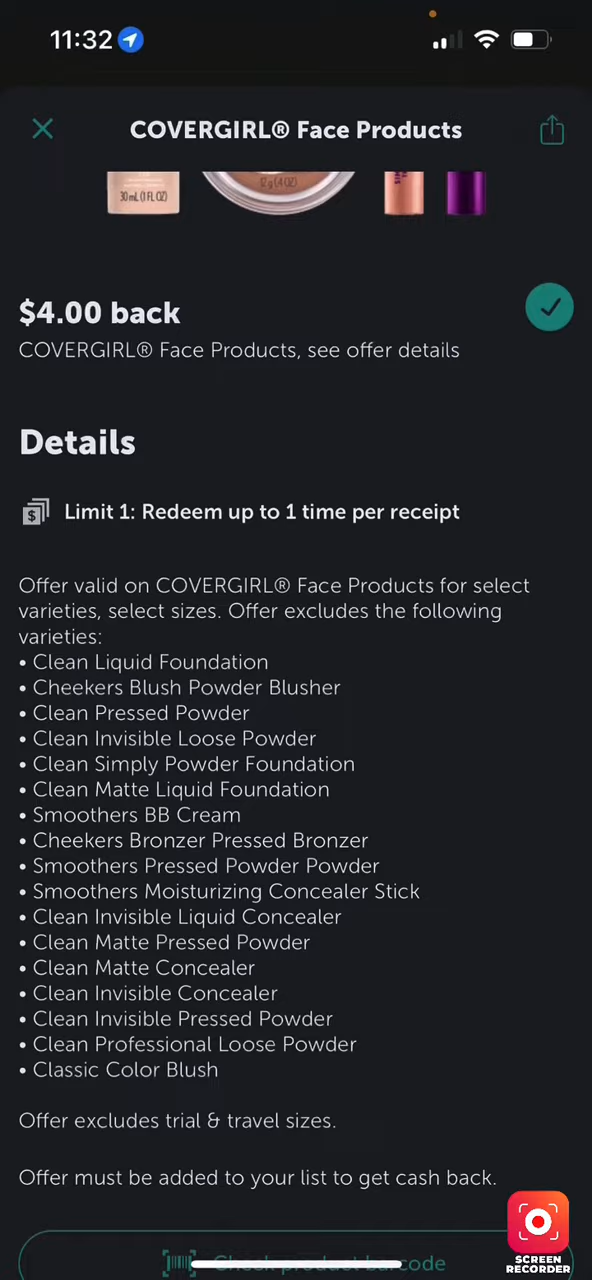 11:32
COVERGIRL® Face Products
30 mL (1 FL OZ)
12 g (.4 OZ)
$4.00 back
COVERGIRL® Face Products, see offer details
Details
Limit 1: Redeem up to 1 time per receipt
Offer valid on COVERGIRL® Face Products for select
varieties, select sizes. Offer excludes the following
varieties:
• Clean Liquid Foundation
• Cheekers Blush Powder Blusher
• Clean Pressed Powder
• Clean Invisible Loose Powder
• Clean Simply Powder Foundation
• Clean Matte Liquid Foundation
• Smoothers BB Cream
• Cheekers Bronzer Pressed Bronzer
• Smoothers Pressed Powder Powder
• Smoothers Moisturizing Concealer Stick
• Clean Invisible Liquid Concealer
• Clean Matte Pressed Powder
• Clean Matte Concealer
• Clean Invisible Concealer
• Clean Invisible Pressed Powder
• Clean Professional Loose Powder
• Classic Color Blush
Offer excludes trial & travel sizes.
Offer must be added to your list to get cash back.
Check product barcode
SCREEN
RECORDER